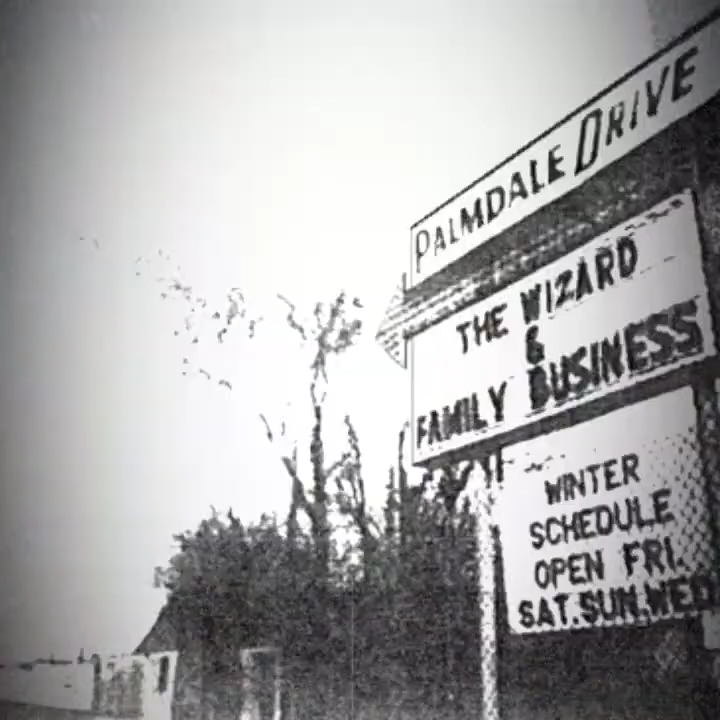 PALMDALE DRIVE
THE WIZARD
&
FAMILY BUSINESS
WINTER
SCHEDULE
OPEN FRI.
SAT.SUN.WED